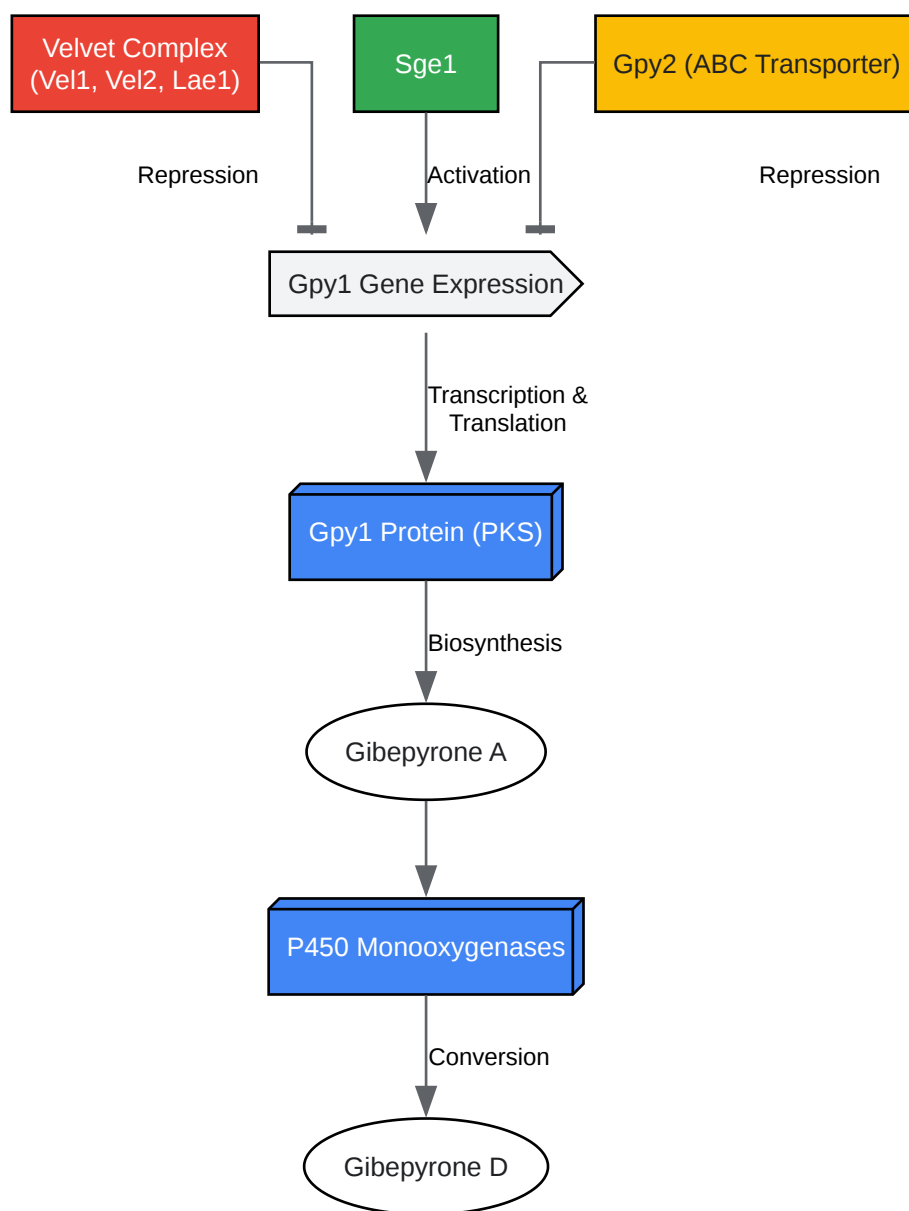 Velvet Complex
(Vel1, Vel2, Lae1)
Sge1
Gpy2 (ABC Transporter)
Repression
Activation
Repression
Gpy1 Gene Expression
Transcription &
Translation
Gpy1 Protein (PKS)
Biosynthesis
Gibepyrone A
P450 Monooxygenases
Conversion
Gibepyrone D